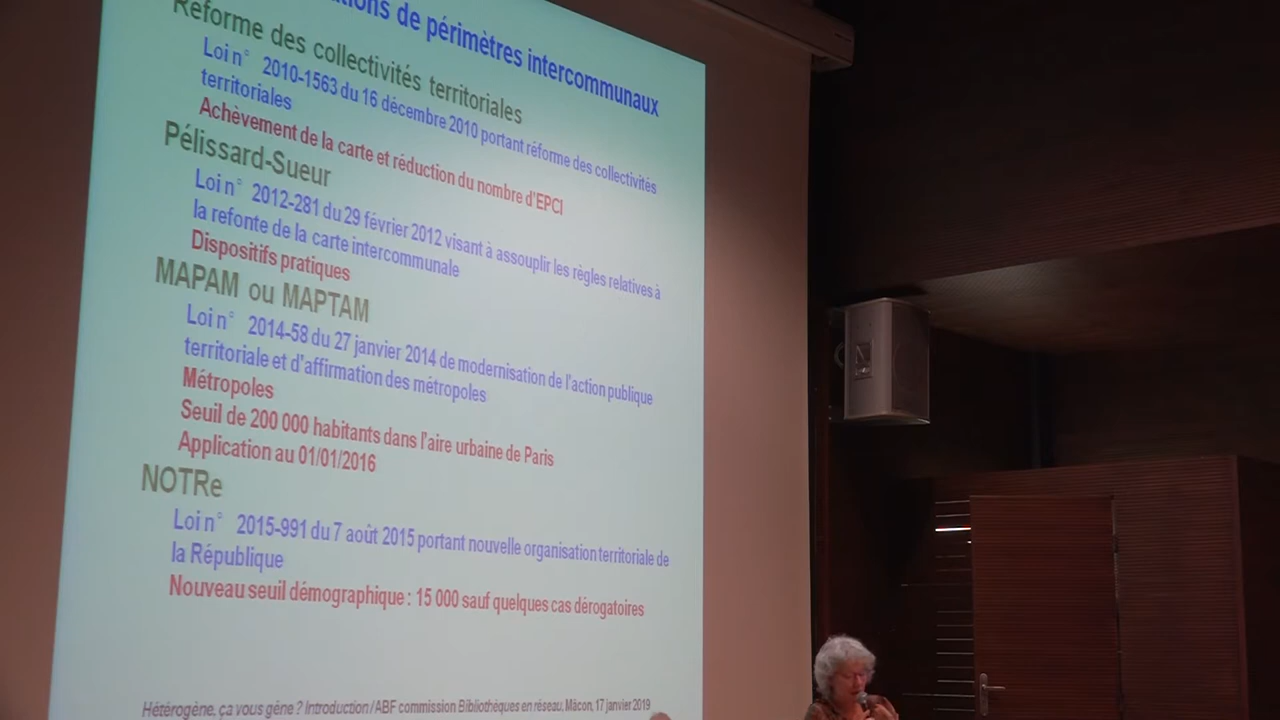 de périmètres intercommunaux
Réforme des collectivités territoriales
Loi n° 2010-1563 du 16 décembre 2010 portant réforme des collectivités
territoriales
Achèvement de la carte et réduction du nombre d'EPCI
Pélissard-Sueur
Loi n° 2012-281 du 29 février 2012 visant à assouplir les règles relatives à
la refonte de la carte intercommunale
Dispositifs pratiques
MAPAM ou MAPTAM
Loi n° 2014-58 du 27 janvier 2014 de modernisation de l'action publique
territoriale et d'affirmation des métropoles
Métropoles
Seuil de 200 000 habitants dans l'aire urbaine de Paris
Application au 01/01/2016
NOTRe
Loi n° 2015-991 du 7 août 2015 portant nouvelle organisation territoriale de
la République
Nouveau seuil démographique : 15 000 sauf quelques cas dérogatoires
Hétérogène, ça vous gêne ? Introduction / ABF commission Bibliothèques en réseau, Mâcon, 17 janvier 2019